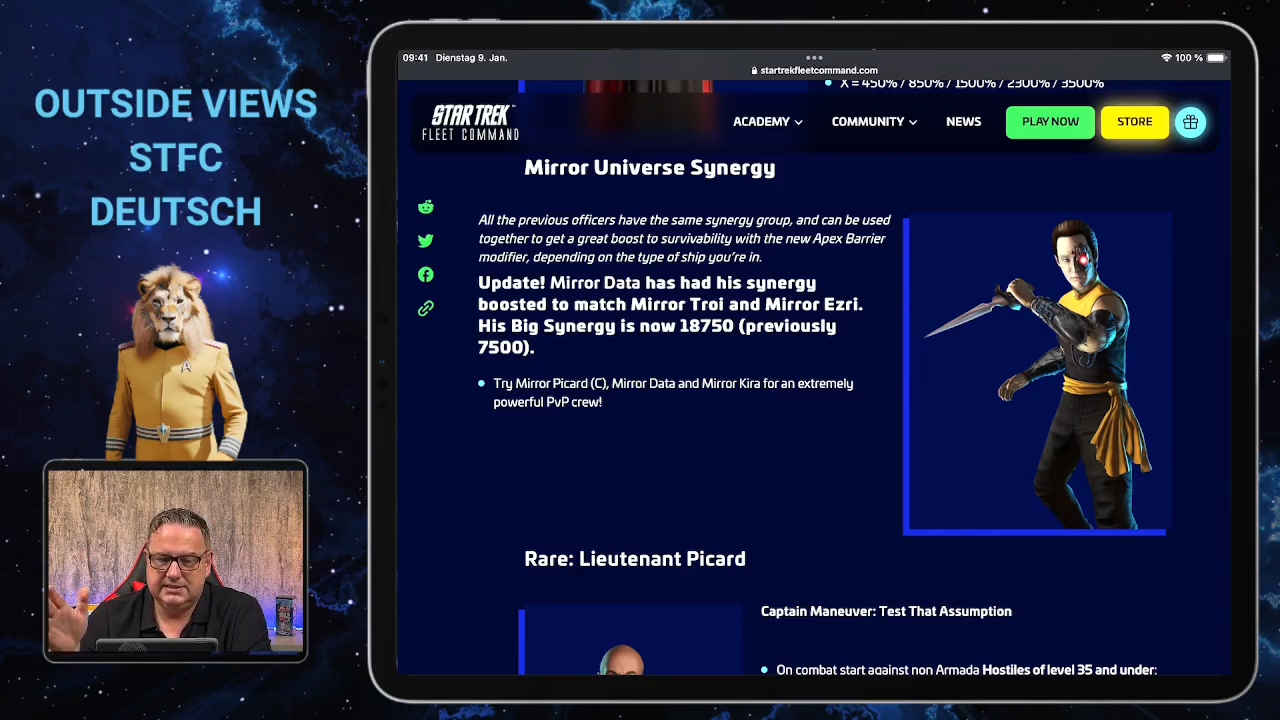 OUTSIDE VIEWS
STFC
DEUTSCH
09:41 Dienstag 9. Jan.
100 %
startrekfleetcommand.com
X = 450% / 850% / 1500% / 2300% / 3500%
STAR TREK
FLEET COMMAND
ACADEMY
COMMUNITY
NEWS
PLAY NOW
STORE
Mirror Universe Synergy
All the previous officers have the same synergy group, and can be used
together to get a great boost to survivability with the new Apex Barrier
modifier, depending on the type of ship you're in.
Update! Mirror Data has had his synergy
boosted to match Mirror Troi and Mirror Ezri.
His Big Synergy is now 18750 (previously
7500).
Try Mirror Picard (C), Mirror Data and Mirror Kira for an extremely
powerful PvP crew!
Rare: Lieutenant Picard
Captain Maneuver: Test That Assumption
On combat start against non Armada Hostiles of level 35 and under: